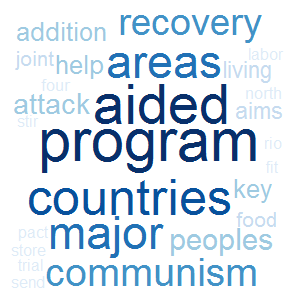 addition recovery
joint help areas labor living
four
attack aided north aims
stir
program rio
fit
countries key
pact major food
store peoples
trial
send communism